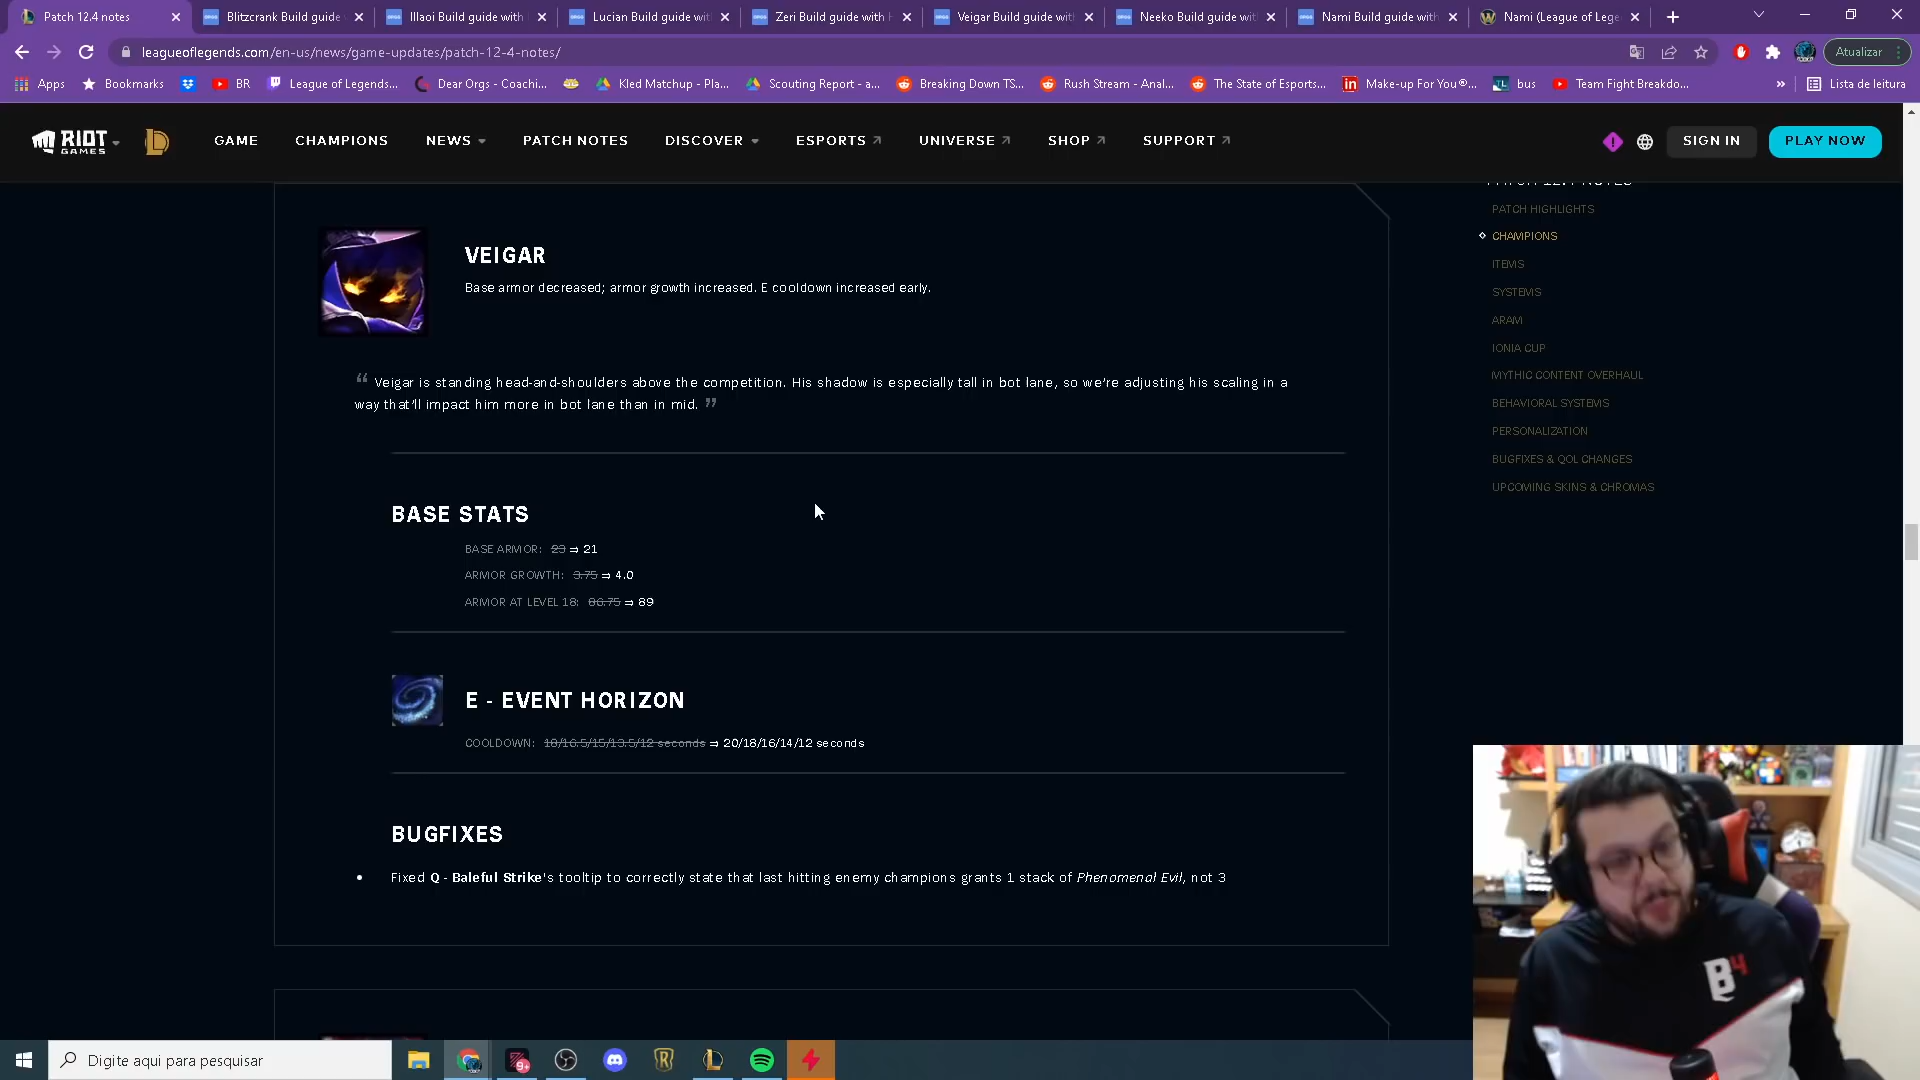 Patch 12.4 notes
Blitzcrank Build guide
Illaoi Build guide with
Lucian Build guide wit
Zeri Build guide with
Veigar Build guide wit
Neeko Build guide wit
Nami Build guide with
Nami (League of Lege
leagueoflegends.com/en-us/news/game-updates/patch-12-4-notes/
Atualizar
Apps
Bookmarks
BR
League of Legends...
Dear Orgs - Coachi...
Kled Matchup - Pla...
Scouting Report - a...
Breaking Down TS...
Rush Stream - Anal...
The State of Esports...
Make-up For You®...
bus
Team Fight Breakdo...
»
Lista de leitura
RIOT GAMES
GAME
CHAMPIONS
NEWS
PATCH NOTES
DISCOVER
ESPORTS
UNIVERSE
SHOP
SUPPORT
SIGN IN
PLAY NOW
PATCH 12.4 NOTES
PATCH HIGHLIGHTS
CHAMPIONS
ITEMS
SYSTEMS
ARAM
IONIA CUP
MYTHIC CONTENT OVERHAUL
BEHAVIORAL SYSTEMS
PERSONALIZATION
BUGFIXES & QOL CHANGES
UPCOMING SKINS & CHROMAS
VEIGAR
Base armor decreased; armor growth increased. E cooldown increased early.
“ Veigar is standing head-and-shoulders above the competition. His shadow is especially tall in bot lane, so we’re adjusting his scaling in a
way that’ll impact him more in bot lane than in mid. ”
BASE STATS
BASE ARMOR: 23 ⇒ 21
ARMOR GROWTH: 3.75 ⇒ 4.0
ARMOR AT LEVEL 18: 86.75 ⇒ 89
E - EVENT HORIZON
COOLDOWN: 18/16.5/15/13.5/12 seconds ⇒ 20/18/16/14/12 seconds
BUGFIXES
• Fixed Q - Baleful Strike's tooltip to correctly state that last hitting enemy champions grants 1 stack of Phenomenal Evil, not 3
B4
Digite aqui para pesquisar
9+